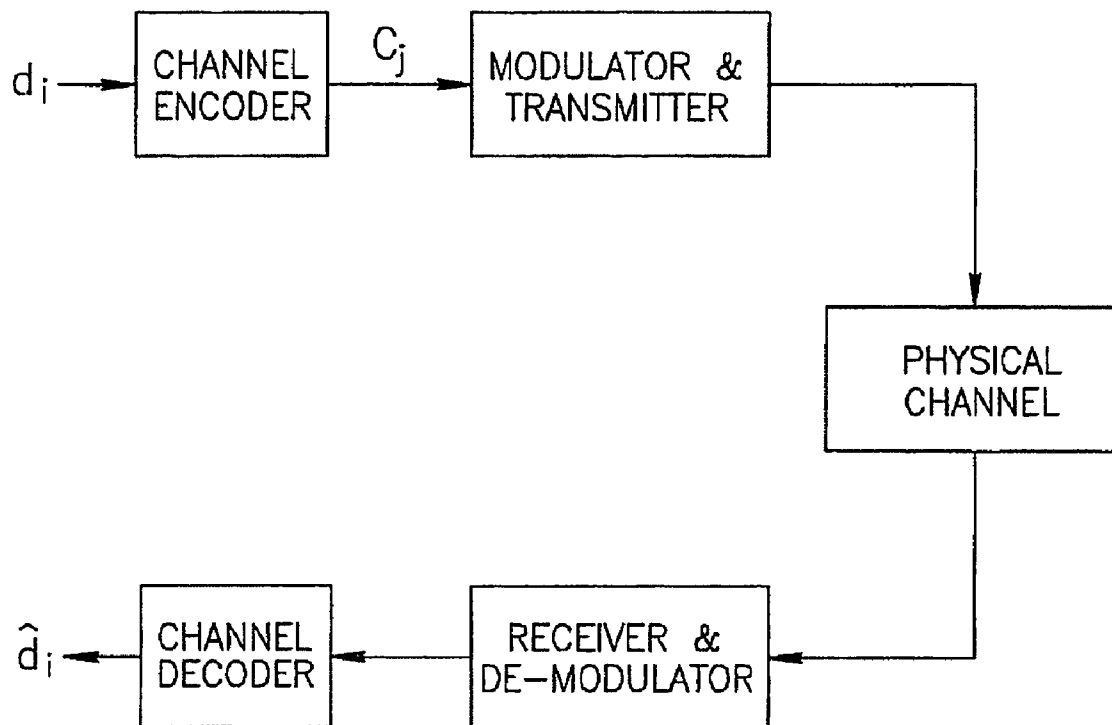 d_i
CHANNEL
ENCODER
C_j
MODULATOR &
TRANSMITTER
PHYSICAL
CHANNEL
RECEIVER &
DE-MODULATOR
CHANNEL
DECODER
d̂_i